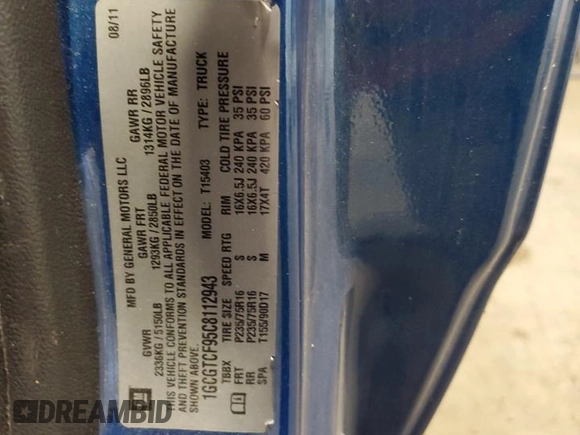 MFD BY GENERAL MOTORS LLC 08/11
GVWR GAWR FRT GAWR RR
2336KG / 5150LB 1293KG / 2850LB 1314KG / 2896LB
THIS VEHICLE CONFORMS TO ALL APPLICABLE FEDERAL MOTOR VEHICLE SAFETY
AND THEFT PREVENTION STANDARDS IN EFFECT ON THE DATE OF MANUFACTURE
SHOWN ABOVE.
1GCGTCF95C8112943 MODEL: T15403 TYPE: TRUCK
TBBX TIRE SIZE SPEED RTG RIM COLD TIRE PRESSURE
FRT P235/75R16 S 16X6.5J 240 KPA 35 PSI
RR P235/75R16 S 16X6.5J 240 KPA 35 PSI
SPA T155/90D17 M 17X4T 420 KPA 60 PSI
GM
DREAMBID